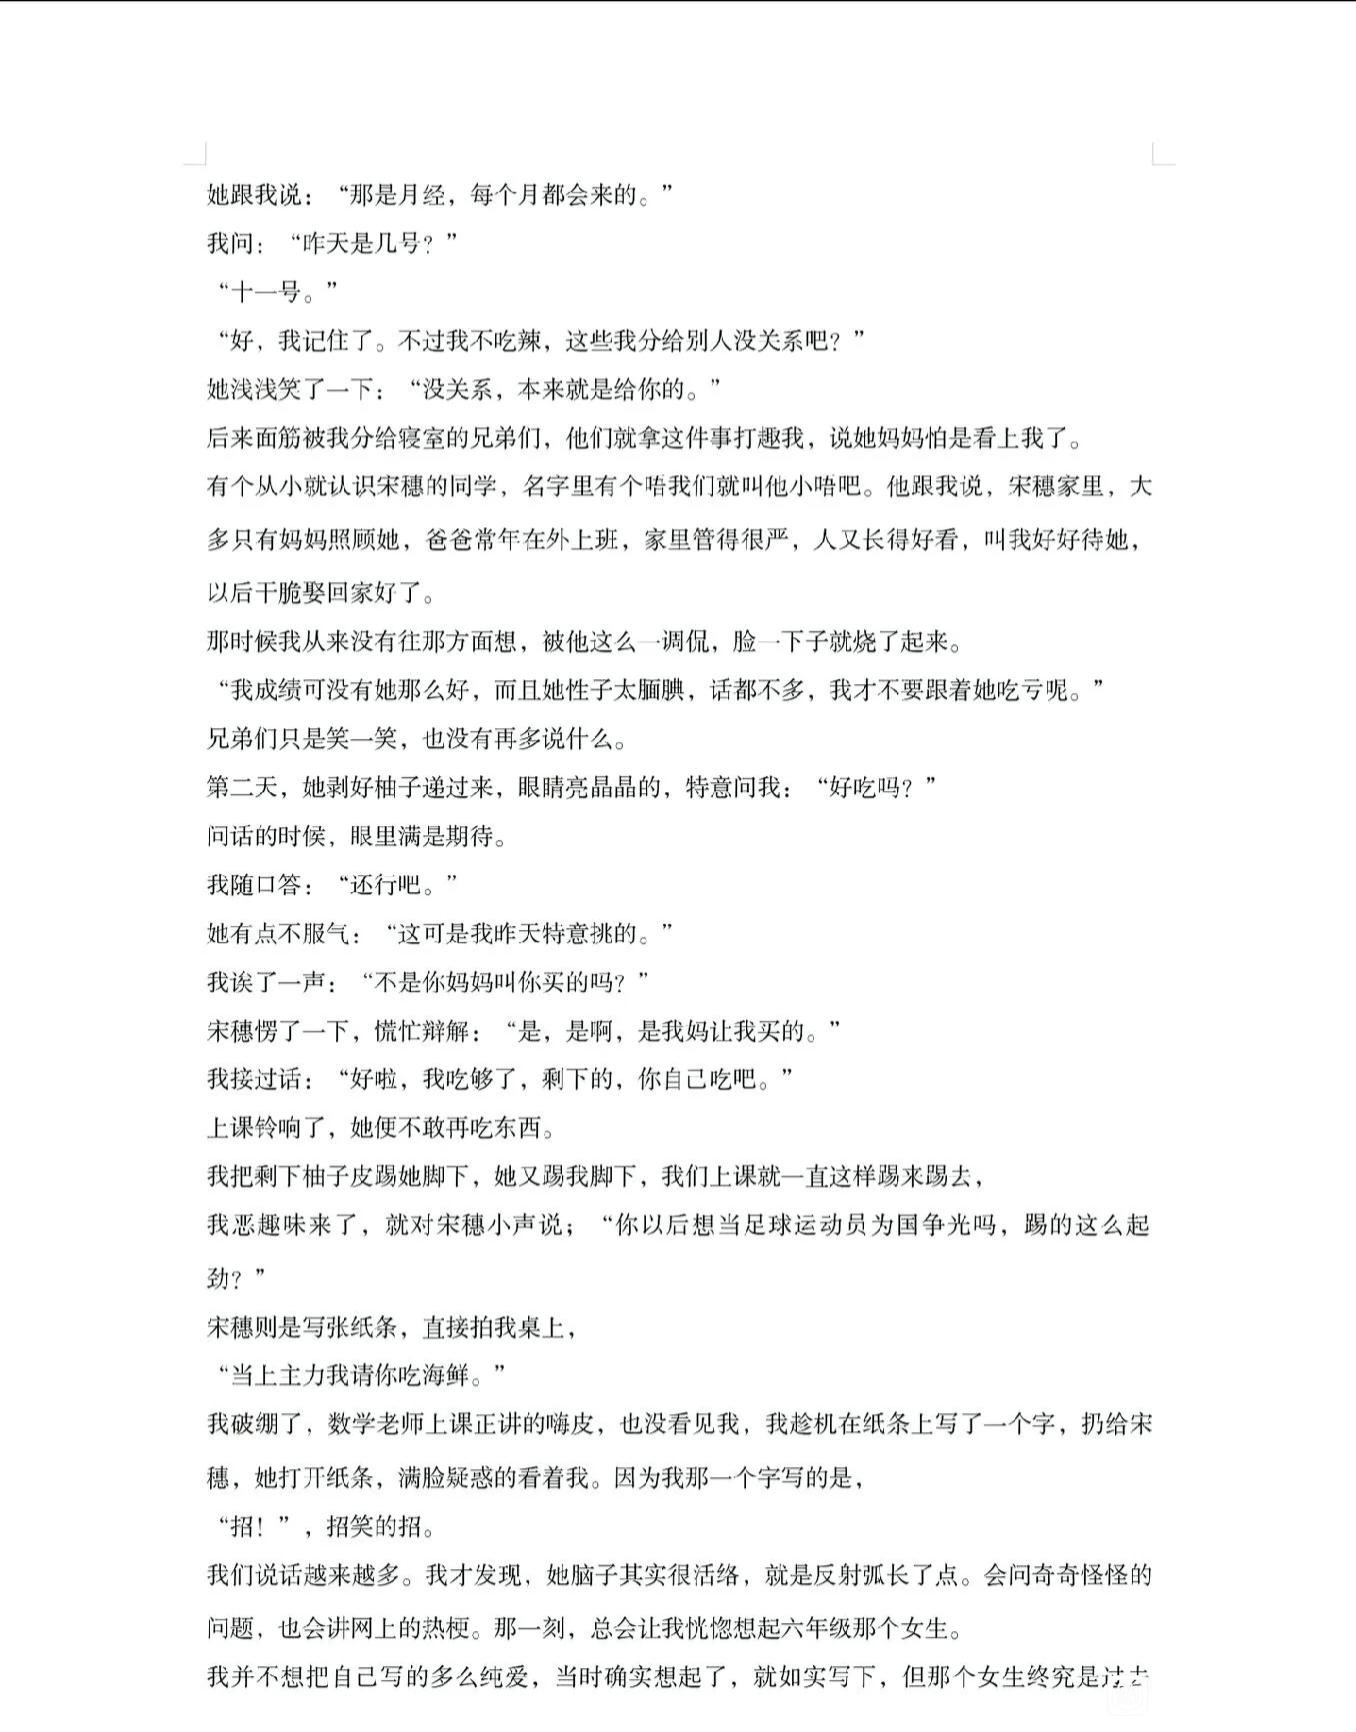 她跟我说：“那是月经，每个月都会来的。”
我问：“昨天是几号？”
“十一号。”
“好，我记住了。不过我不吃辣，这些我分给别人没关系吧？”
她浅浅笑了一下：“没关系，本来就是给你的。”
后来面筋被我分给寝室的兄弟们，他们就拿这件事打趣我，说她妈妈怕是看上我了。
有个从小就认识宋穗的同学，名字里有个唔我们就叫他小唔吧。他跟我说，宋穗家里，大
多只有妈妈照顾她，爸爸常年在外上班，家里管得很严，人又长得好看，叫我好好待她，
以后干脆娶回家好了。
那时候我从来没有往那方面想，被他这么一调侃，脸一下子就烧了起来。
“我成绩可没有她那么好，而且她性子太腼腆，话都不多，我才不要跟着她吃亏呢。”
兄弟们只是笑一笑，也没有再多说什么。
第二天，她剥好柚子递过来，眼睛亮晶晶的，特意问我：“好吃吗？”
问话的时候，眼里满是期待。
我随口答：“还行吧。”
她有点不服气：“这可是我昨天特意挑的。”
我诶了一声：“不是你妈妈叫你买的吗？”
宋穗愣了一下，慌忙辩解：“是，是啊，是我妈让我买的。”
我接过话：“好啦，我吃够了，剩下的，你自己吃吧。”
上课铃响了，她便不敢再吃东西。
我把剩下柚子皮踢她脚下，她又踢我脚下，我们上课就一直这样踢来踢去，
我恶趣味来了，就对宋穗小声说；“你以后想当足球运动员为国争光吗，踢的这么起
劲？”
宋穗则是写张纸条，直接拍我桌上，
“当上主力我请你吃海鲜。”
我破绷了，数学老师上课正讲的嗨皮，也没看见我，我趁机在纸条上写了一个字，扔给宋
穗，她打开纸条，满脸疑惑的看着我。因为我那一个字写的是，
“招！”，招笑的招。
我们说话越来越多。我才发现，她脑子其实很活络，就是反射弧长了点。会问奇奇怪怪的
问题，也会讲网上的热梗。那一刻，总会让我恍惚想起六年级那个女生。
我并不想把自己写的多么纯爱，当时确实想起了，就如实写下，但那个女生终究是过去